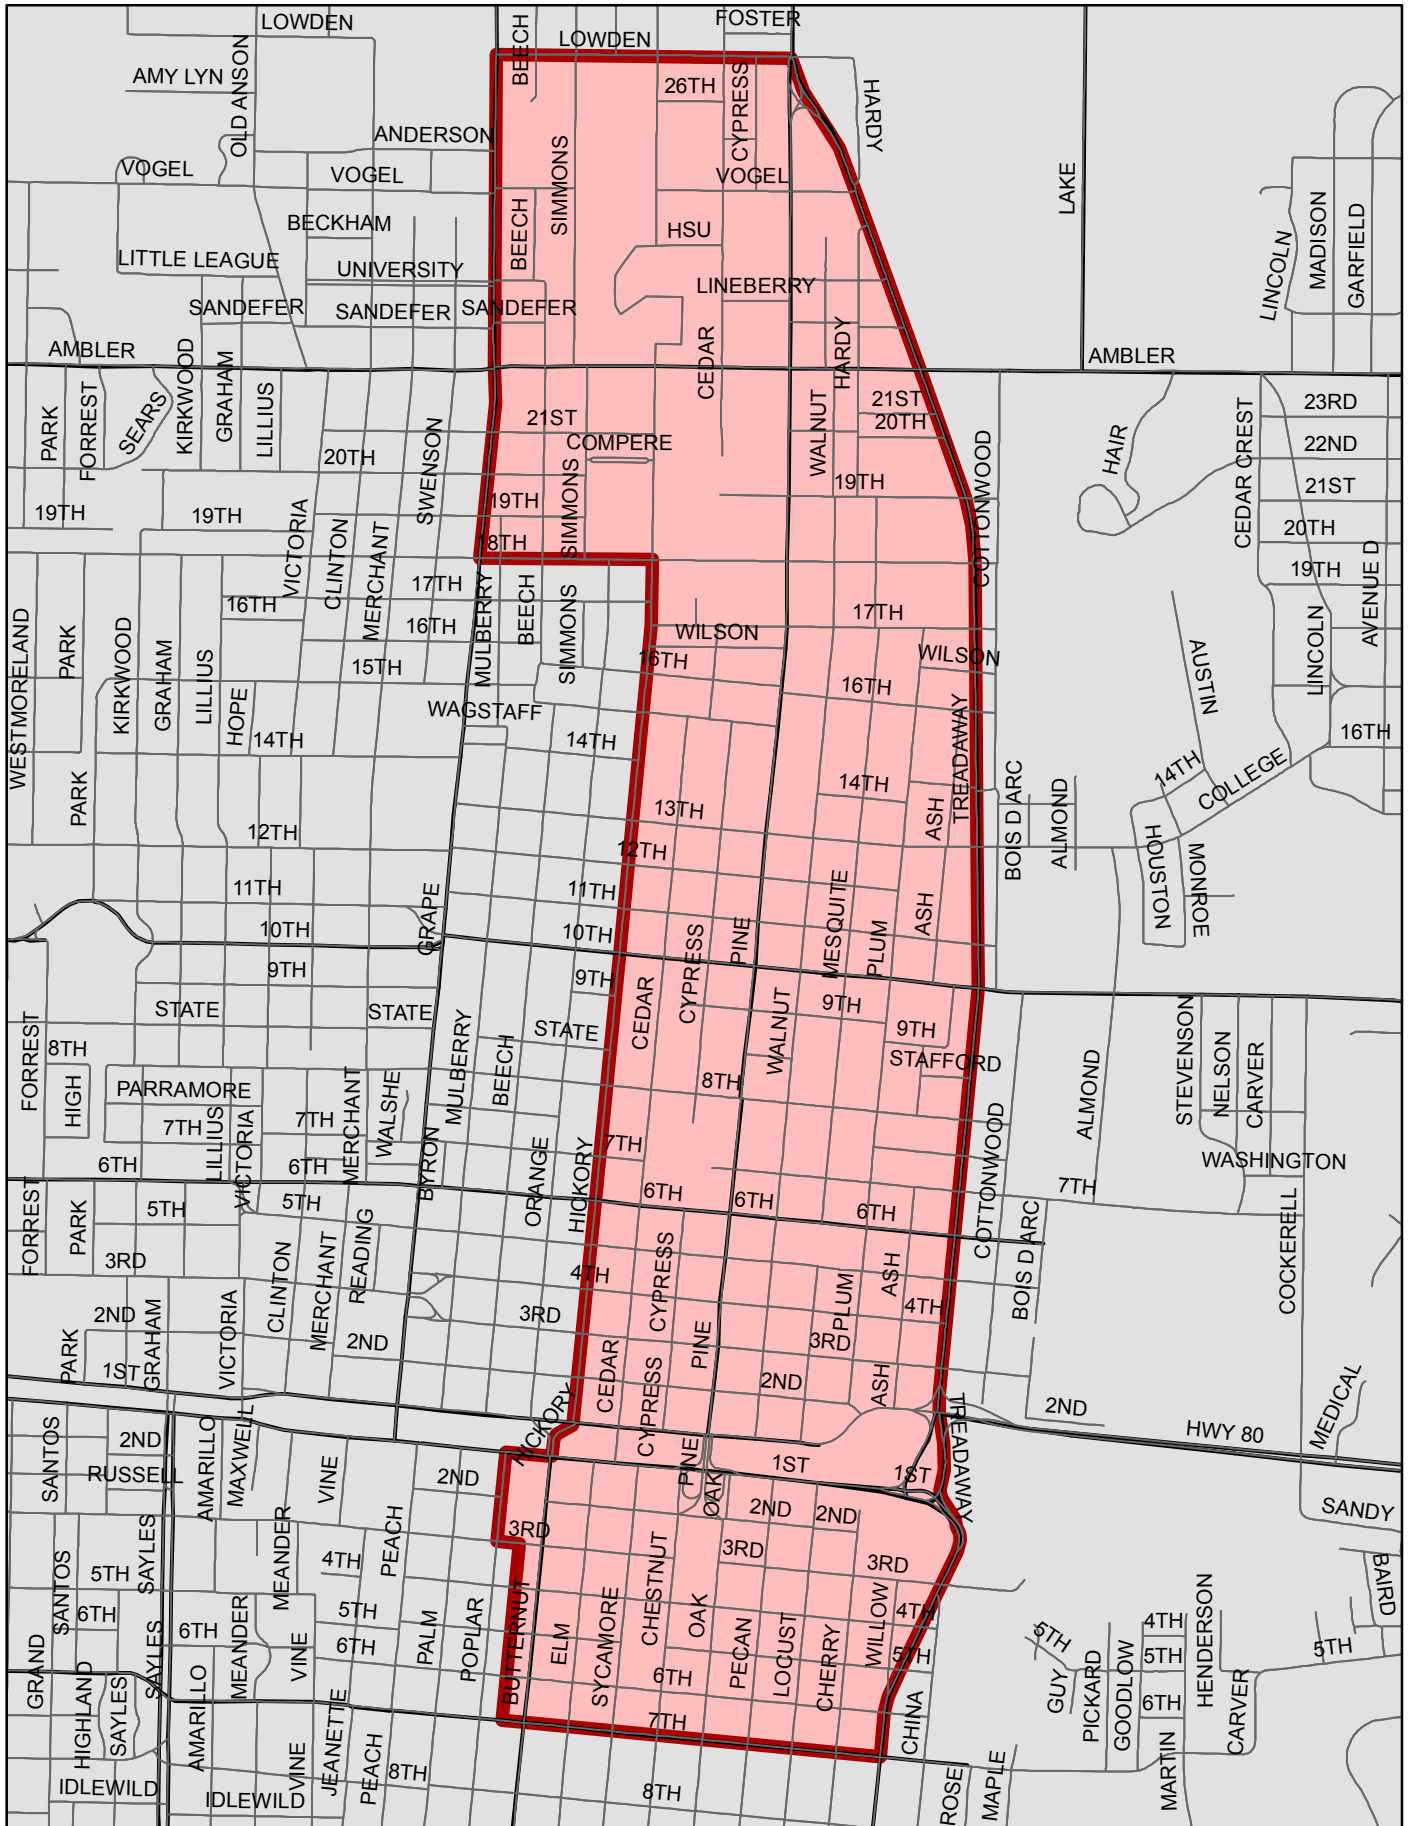 LOWDEN
BEECH
LOWDEN
FOSTER
AMY LYN
OLD ANSON
26TH
CYPRESS
HARDY
ANDERSON
VOGEL
VOGEL
VOGEL
SIMMONS
LAKE
BECKHAM
BEECH
HSU
LINCOLN
MADISON
GARFIELD
LITTLE LEAGUE
UNIVERSITY
LINEBERRY
SANDEFER
SANDEFER
SANDEFER
AMBLER
AMBLER
PARK
FORREST
SEARS
KIRKWOOD
GRAHAM
LILLIUS
CEDAR
HARDY
WALNUT
21ST
20TH
21ST
COMPERE
23RD
22ND
21ST
20TH
19TH
CEDAR CREST
HAIR
20TH
SWENSON
19TH
19TH
19TH
SIMMONS
19TH
COTTONWOOD
AVENUE D
VICTORIA
CLINTON
MERCHANT
18TH
17TH
16TH
16TH
15TH
MULBERRY
BEECH
SIMMONS
17TH
WILSON
WILSON
16TH
16TH
WESTMORELAND
PARK
KIRKWOOD
GRAHAM
LILLIUS
HOPE
AUSTIN
LINCOLN
16TH
WAGSTAFF
14TH
14TH
14TH
TREADAWAY
14TH
COLLEGE
PARK
13TH
ASH
BOIS D ARC
ALMOND
12TH
12TH
HOUSTON
MONROE
11TH
11TH
10TH
10TH
GRAPE
MESQUITE
PLUM
ASH
PINE
CYPRESS
9TH
9TH
9TH
9TH
CEDAR
WALNUT
STATE
STATE
STATE
STAFFORD
FORREST
8TH
HIGH
MULBERRY
BEECH
8TH
ALMOND
STEVENSON
NELSON
CARVER
PARRAMORE
MERCHANT
WALSHE
7TH
7TH
7TH
LILLIUS
VICTORIA
COTTONWOOD
WASHINGTON
6TH
6TH
BYRON
ORANGE
HICKORY
6TH
6TH
6TH
7TH
FORREST
PARK
5TH
5TH
3RD
CLINTON
MERCHANT
READING
CYPRESS
ASH
BOIS D ARC
COCKERELL
4TH
PLUM
4TH
2ND
GRAHAM
VICTORIA
2ND
3RD
3RD
PINE
PARK
1ST
CEDAR
CYPRESS
2ND
ASH
2ND
HICKORY
TREADAWAY
HWY 80
MEDICAL
SANTOS
2ND
RUSSELL
AMARILLO
MAXWELL
VINE
2ND
PINE
OAK
1ST
1ST
SANDY
2ND
2ND
MEANDER
PEACH
3RD
3RD
3RD
SAYLES
4TH
5TH
SANTOS
CHESTNUT
BAIRD
6TH
5TH
6TH
6TH
4TH
5TH
GRAND
HIGHLAND
SAYLES
SAYLES
AMARILLO
MEANDER
VINE
PALM
POPLAR
BUTTERNUT
ELM
SYCAMORE
OAK
6TH
PECAN
LOCUST
CHERRY
WILLOW
CHINA
5TH
GUY
PICKARD
GOODLOW
4TH
5TH
6TH
HENDERSON
CARVER
5TH
7TH
VINE
JEANETTE
PEACH
8TH
8TH
ROSE
MAPLE
MARTIN
IDLEWILD
IDLEWILD